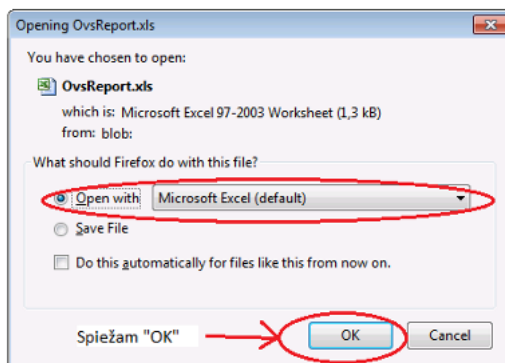 Opening OvsReport.xls
You have chosen to open:
OvsReport.xls
which is: Microsoft Excel 97-2003 Worksheet (1,3 kB)
from: blob:
What should Firefox do with this file?
Open with Microsoft Excel (default)
Save File
Do this automatically for files like this from now on.
Spiežam "OK" OK Cancel